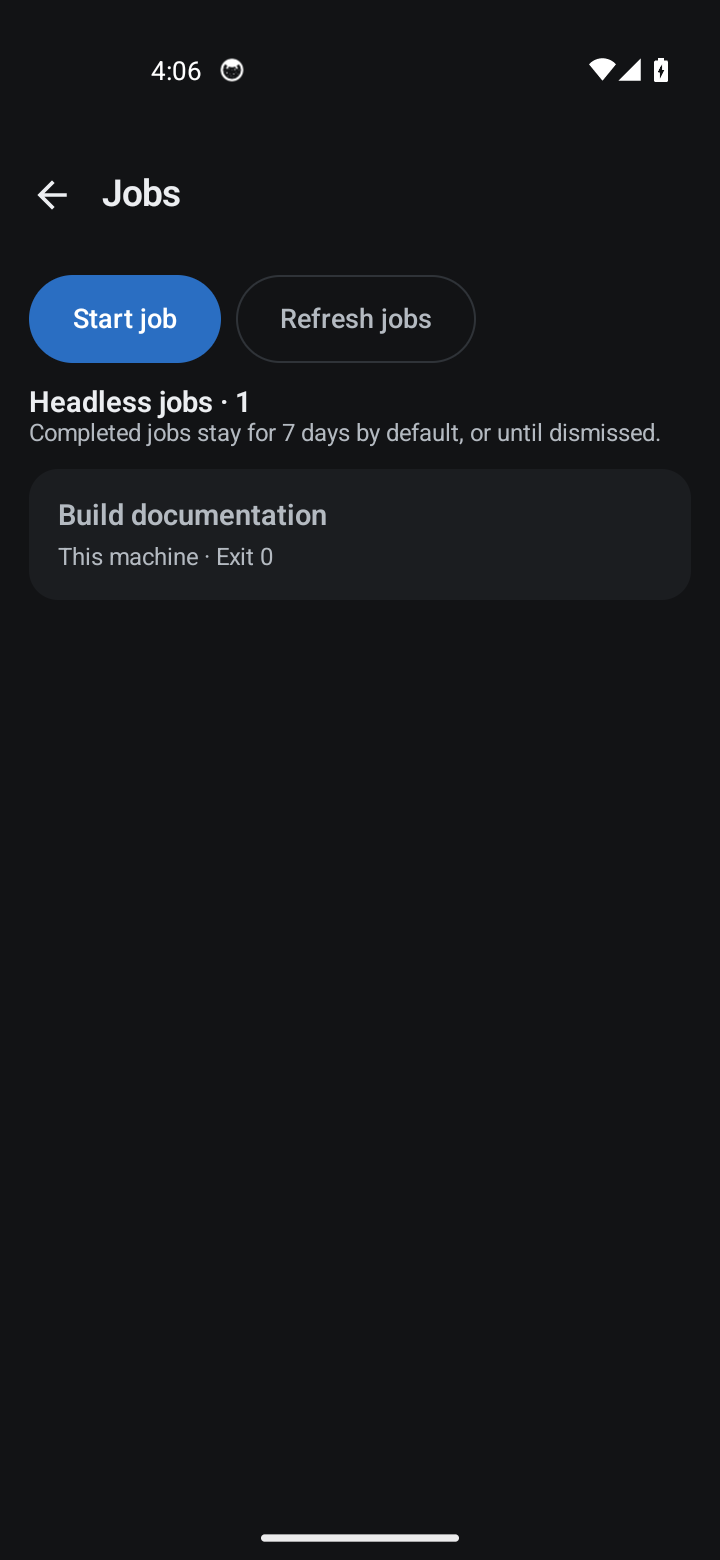 4:06
Jobs
Start job
Refresh jobs
Headless jobs · 1
Completed jobs stay for 7 days by default, or until dismissed.
Build documentation
This machine · Exit 0